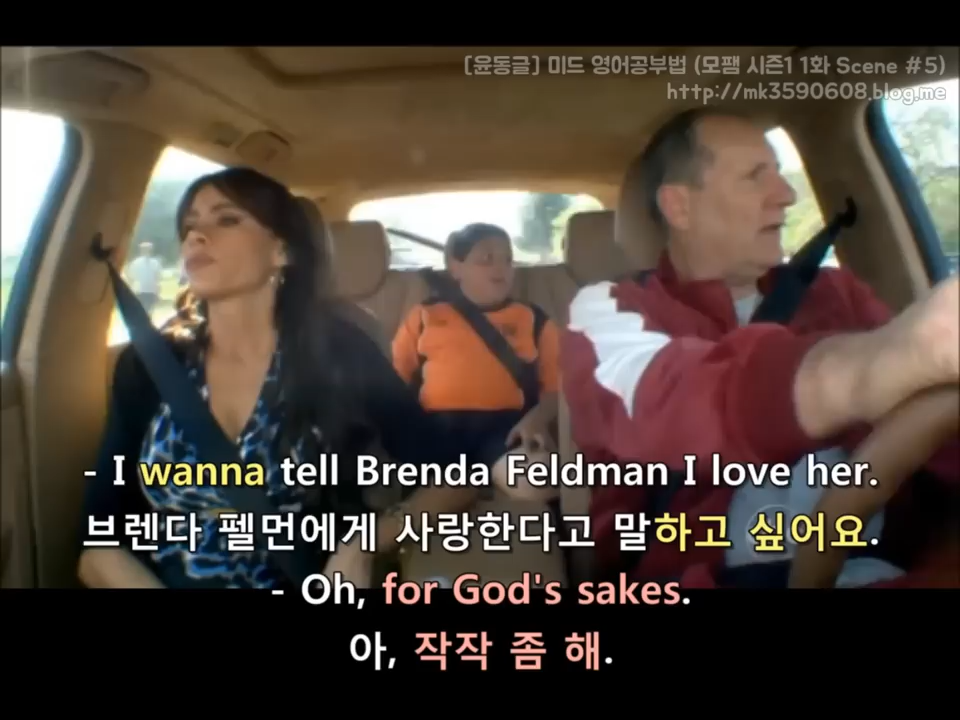 [윤동글] 미드 영어공부법 (모팸 시즌1 1화 Scene #5)
http://mk3590608.blog.me
- I wanna tell Brenda Feldman I love her.
브렌다 펠먼에게 사랑한다고 말하고 싶어요.
- Oh, for God's sakes.
아, 작작 좀 해.